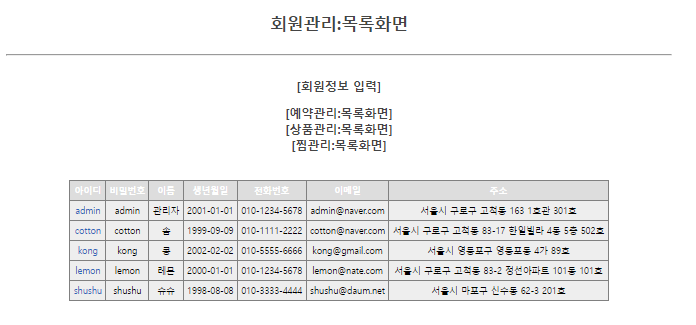 회원관리:목록화면
[회원정보 입력]
[예약관리:목록화면]
[상품관리:목록화면]
[찜관리:목록화면]
아이디 비밀번호 이름 생년월일 전화번호 이메일 주소
admin admin 관리자 2001-01-01 010-1234-5678 admin@naver.com 서울시 구로구 고척동 163 1호관 301호
cotton cotton 솜 1999-09-09 010-1111-2222 cotton@naver.com 서울시 구로구 고척동 83-17 한일빌라 4동 5층 502호
kong kong 콩 2002-02-02 010-5555-6666 kong@gmail.com 서울시 영등포구 영등포동 4가 89호
lemon lemon 레몬 2000-01-01 010-1234-5678 lemon@nate.com 서울시 구로구 고척동 83-2 정선아파트 101동 101호
shushu shushu 슈슈 1998-08-08 010-3333-4444 shushu@daum.net 서울시 마포구 신수동 62-3 201호